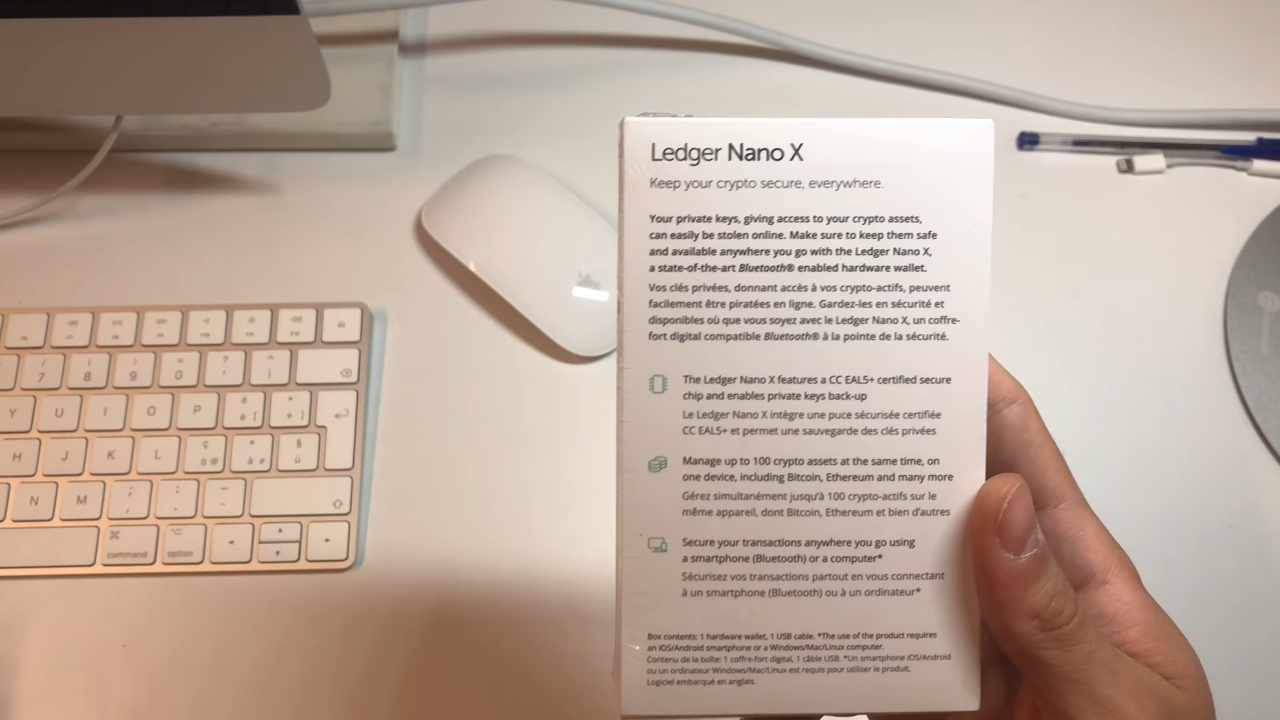 Ledger Nano X
Keep your crypto secure, everywhere.
Your private keys, giving access to your crypto assets,
can easily be stolen online. Make sure to keep them safe
and available anywhere you go with the Ledger Nano X,
a state-of-the-art Bluetooth® enabled hardware wallet.
Vos clés privées, donnant accès à vos crypto-actifs, peuvent
facilement être piratées en ligne. Gardez-les en sécurité et
disponibles où que vous soyez avec le Ledger Nano X, un coffre-
fort digital compatible Bluetooth® à la pointe de la sécurité.
The Ledger Nano X features a CC EAL5+ certified secure
chip and enables private keys back-up
Le Ledger Nano X intègre une puce sécurisée certifiée
CC EAL5+ et permet une sauvegarde des clés privées
Manage up to 100 crypto assets at the same time, on
one device, including Bitcoin, Ethereum and many more
Gérez simultanément jusqu'à 100 crypto-actifs sur le
même appareil, dont Bitcoin, Ethereum et bien d'autres
Secure your transactions anywhere you go using
a smartphone (Bluetooth) or a computer*
Sécurisez vos transactions partout en vous connectant
à un smartphone (Bluetooth) ou à un ordinateur*
Box contents: 1 hardware wallet, 1 USB cable. *The use of the product requires
an IOS/Android smartphone or a Windows/Mac/Linux computer.
Contenu de la boîte: 1 coffre-fort digital, 1 câble USB. *Un smartphone iOS/Android
ou un ordinateur Windows/Mac/Linux est requis pour utiliser le produit.
Logiciel embarqué en anglais.
7 8 9 0
Y U I O P
H J K L
N M
command option